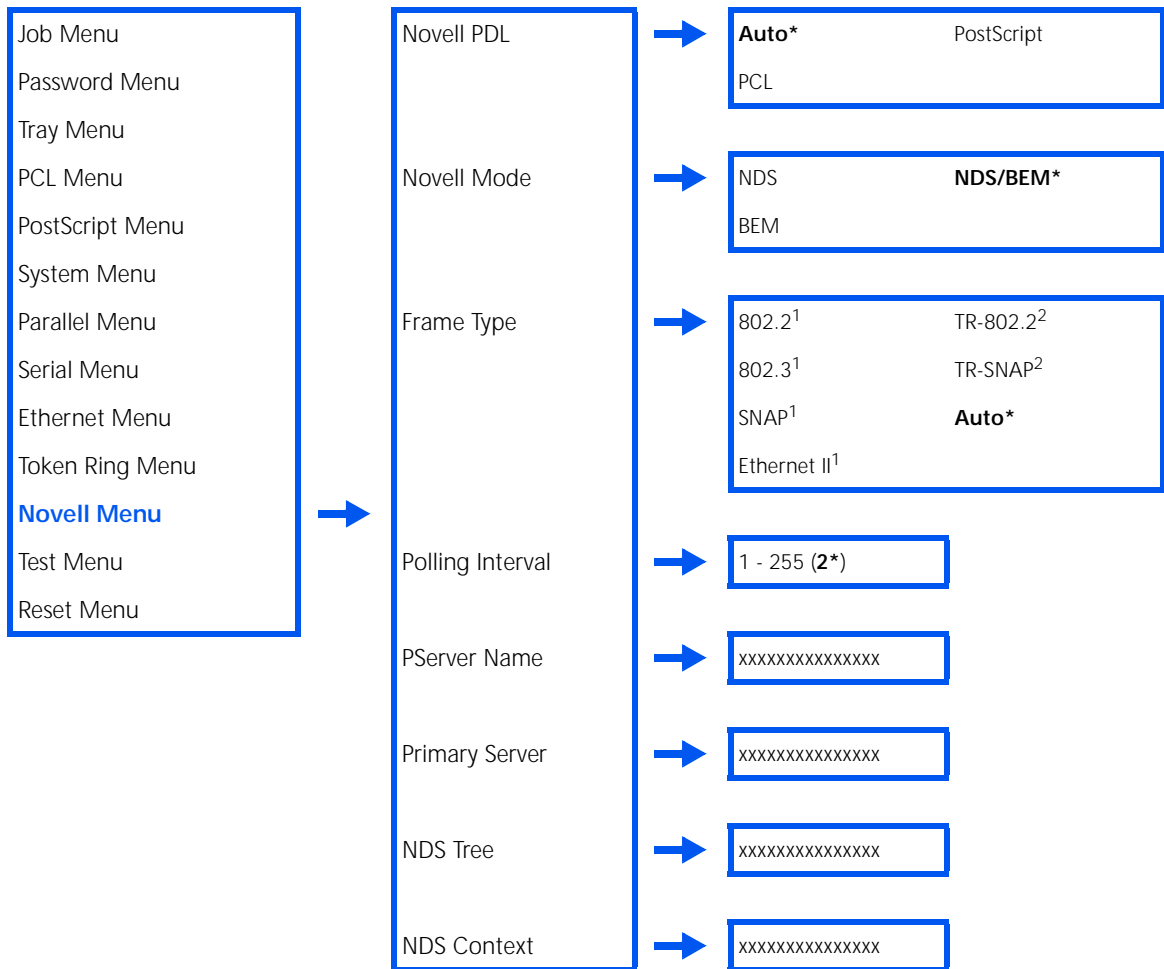 Job Menu
Password Menu
Tray Menu
PCL Menu
PostScript Menu
System Menu
Parallel Menu
Serial Menu
Ethernet Menu
Token Ring Menu
Novell Menu
Test Menu
Reset Menu
Novell PDL
Auto* PostScript
PCL
Novell Mode
NDS NDS/BEM*
BEM
Frame Type
802.2¹ TR-802.2²
802.3¹ TR-SNAP²
SNAP¹ Auto*
Ethernet II¹
Polling Interval
1 - 255 (2*)
PServer Name
xxxxxxxxxxxxxxx
Primary Server
xxxxxxxxxxxxxxx
NDS Tree
xxxxxxxxxxxxxxx
NDS Context
xxxxxxxxxxxxxxx